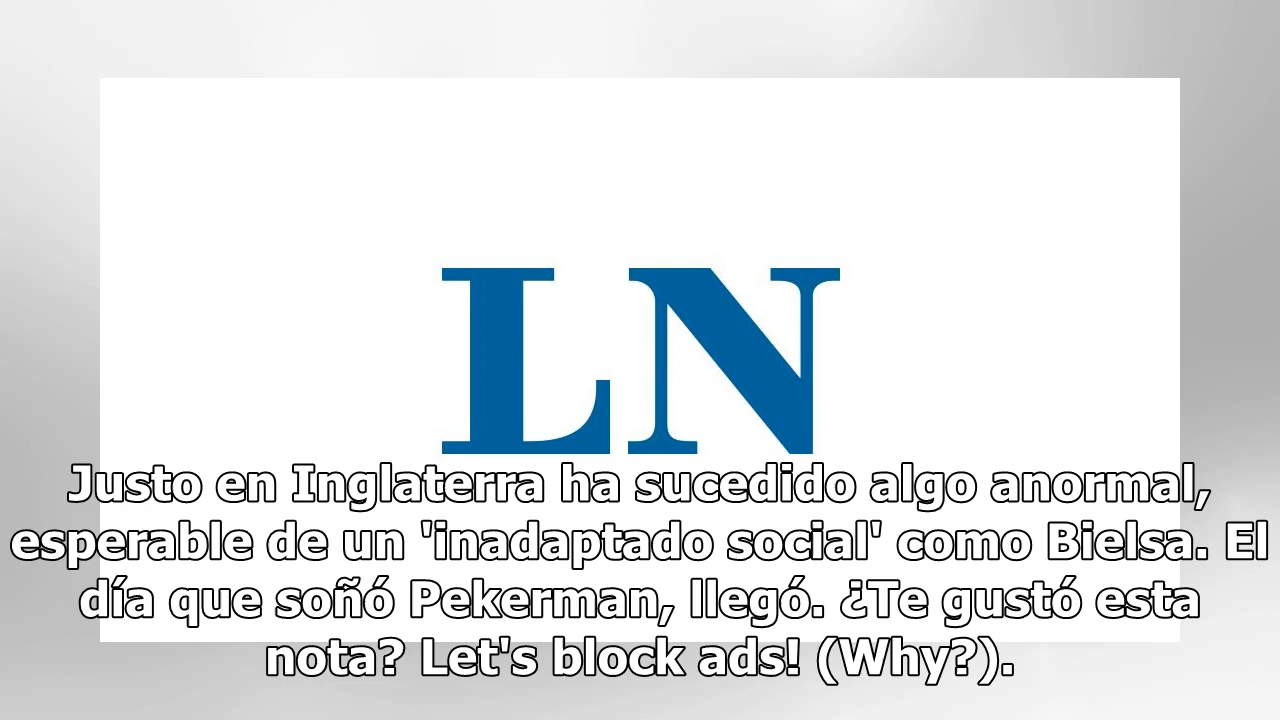 LN
Justo en Inglaterra ha sucedido algo anormal,
esperable de un 'inadaptado social' como Bielsa. El
día que soñó Pekerman, llegó. ¿Te gustó esta
nota? Let's block ads! (Why?).